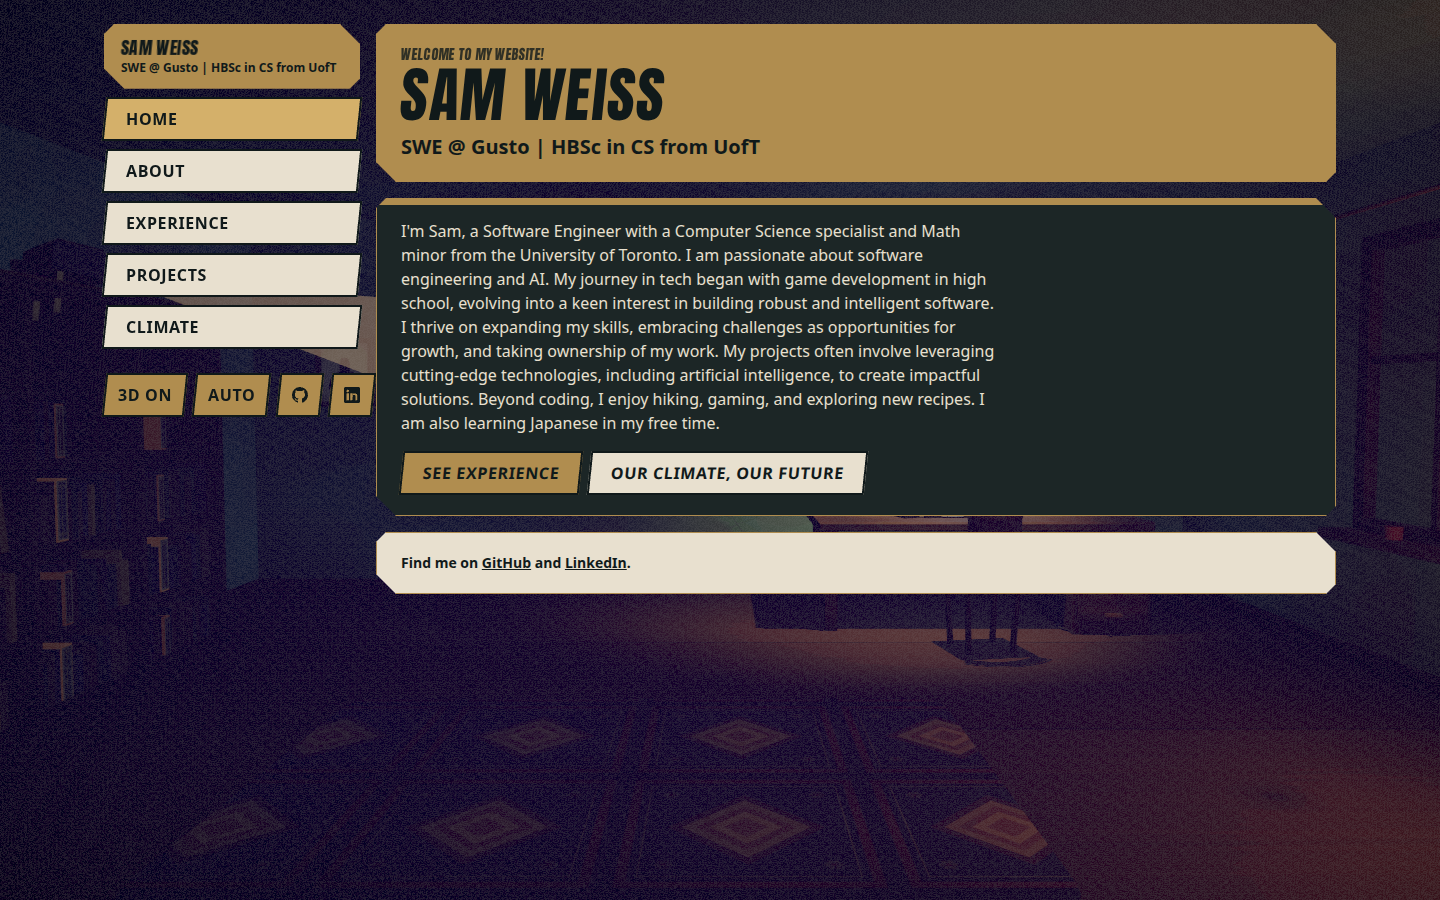 SAM WEISS
SWE @ Gusto | HBSc in CS from UofT
HOME
ABOUT
EXPERIENCE
PROJECTS
CLIMATE
3D ON
AUTO
WELCOME TO MY WEBSITE!
SAM WEISS
SWE @ Gusto | HBSc in CS from UofT
I'm Sam, a Software Engineer with a Computer Science specialist and Math
minor from the University of Toronto. I am passionate about software
engineering and AI. My journey in tech began with game development in high
school, evolving into a keen interest in building robust and intelligent software.
I thrive on expanding my skills, embracing challenges as opportunities for
growth, and taking ownership of my work. My projects often involve leveraging
cutting-edge technologies, including artificial intelligence, to create impactful
solutions. Beyond coding, I enjoy hiking, gaming, and exploring new recipes. I
am also learning Japanese in my free time.
SEE EXPERIENCE
OUR CLIMATE, OUR FUTURE
Find me on GitHub and LinkedIn.